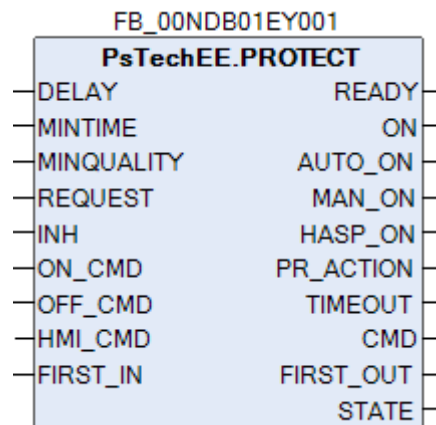 FB_00NDB01EY001
PsTechEE.PROTECT
DELAY READY
MINTIME ON
MINQUALITY AUTO_ON
REQUEST MAN_ON
INH HASP_ON
ON_CMD PR_ACTION
OFF_CMD TIMEOUT
HMI_CMD CMD
FIRST_IN FIRST_OUT
STATE